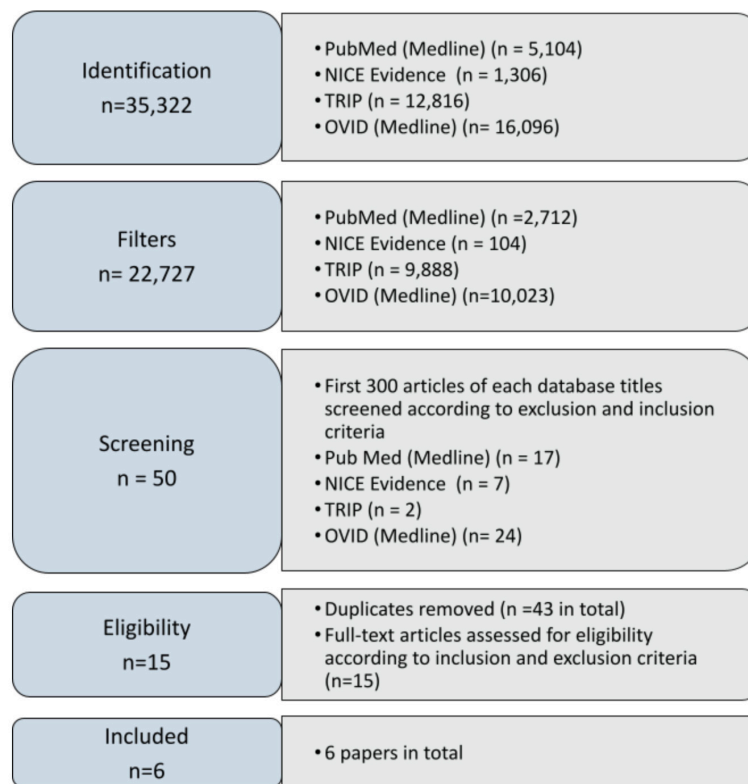 Identification
n=35,322
• PubMed (Medline) (n = 5,104)
• NICE Evidence (n = 1,306)
• TRIP (n = 12,816)
• OVID (Medline) (n= 16,096)
Filters
n= 22,727
• PubMed (Medline) (n =2,712)
• NICE Evidence (n = 104)
• TRIP (n = 9,888)
• OVID (Medline) (n=10,023)
Screening
n = 50
• First 300 articles of each database titles
screened according to exclusion and inclusion
criteria
• Pub Med (Medline) (n = 17)
• NICE Evidence (n = 7)
• TRIP (n = 2)
• OVID (Medline) (n= 24)
Eligibility
n=15
• Duplicates removed (n =43 in total)
• Full-text articles assessed for eligibility
according to inclusion and exclusion criteria
(n=15)
Included
n=6
• 6 papers in total